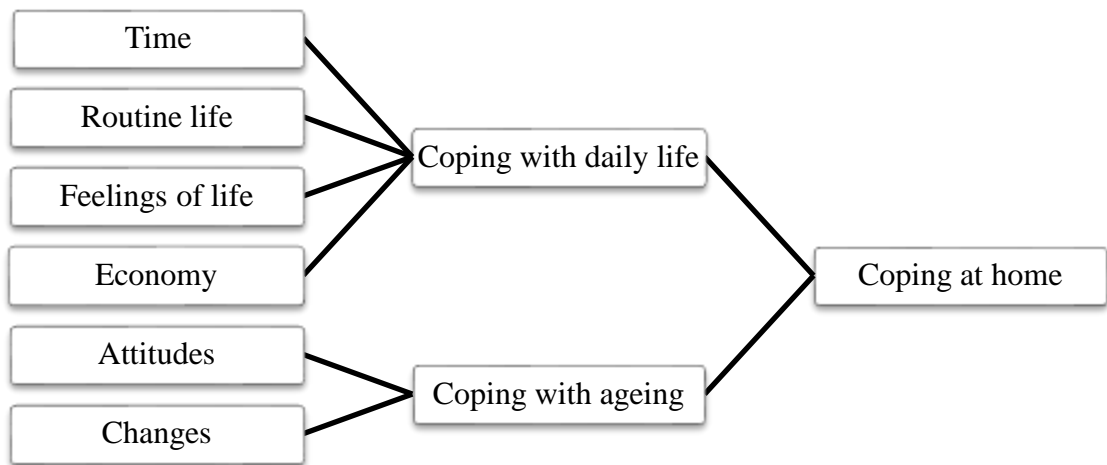 Time
Routine life
Feelings of life
Economy
Attitudes
Changes
Coping with daily life
Coping with ageing
Coping at home